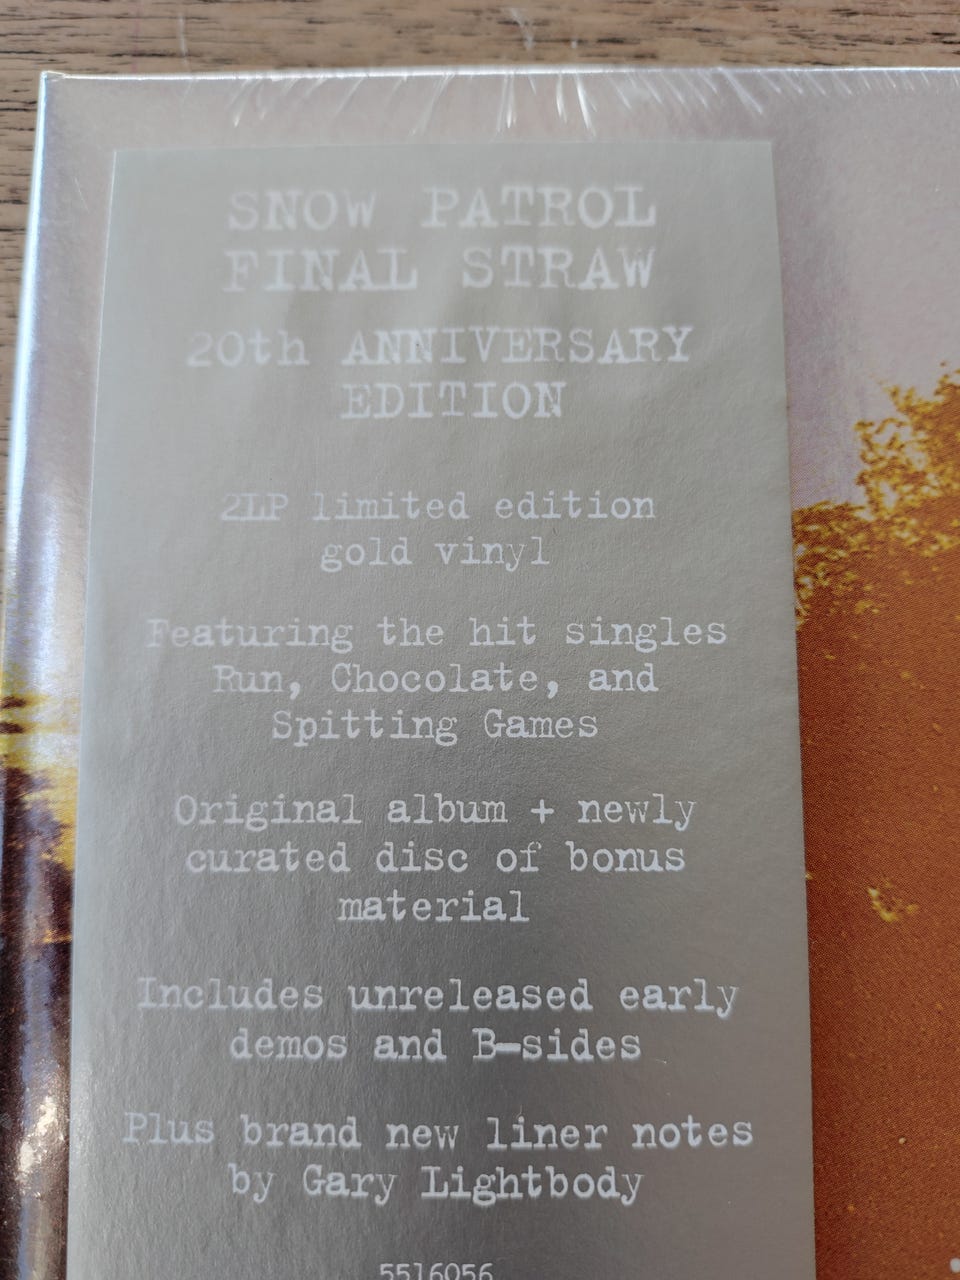 SNOW PATROL
FINAL STRAW
20th ANNIVERSARY
EDITION
2LP limited edition
gold vinyl
Featuring the hit singles
Run, Chocolate, and
Spitting Games
Original album + newly
curated disc of bonus
material
Includes unreleased early
demos and B-sides
Plus brand new liner notes
by Gary Lightbody
5516056